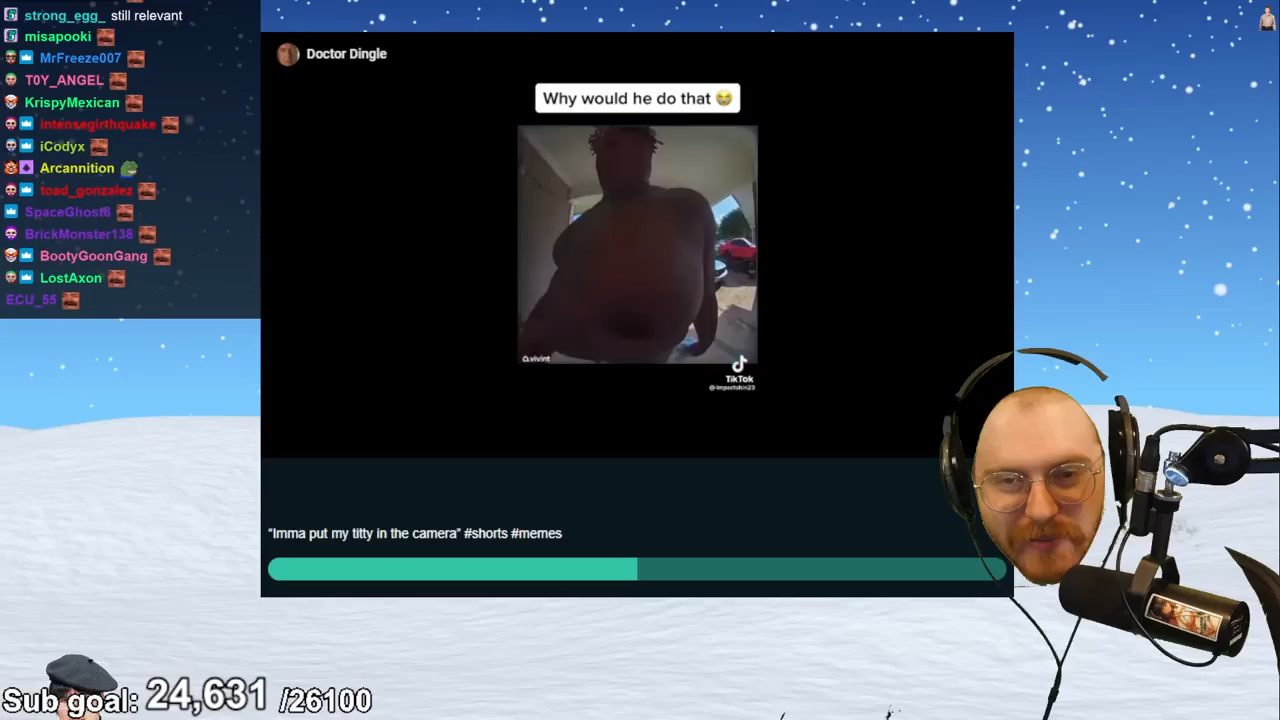 strong_egg_ still relevant
misapooki
MrFreeze007
T0Y_ANGEL
KrispyMexican
intensegirthquake
iCodyx
Arcannition
toad_gonzalez
SpaceGhost8
BrickMonster138
BootyGoonGang
LostAxon
ECU_55
Doctor Dingle
Why would he do that 😭
vivint
TikTok
“Imma put my titty in the camera” #shorts #memes
Sub goal: 24,631 /26100